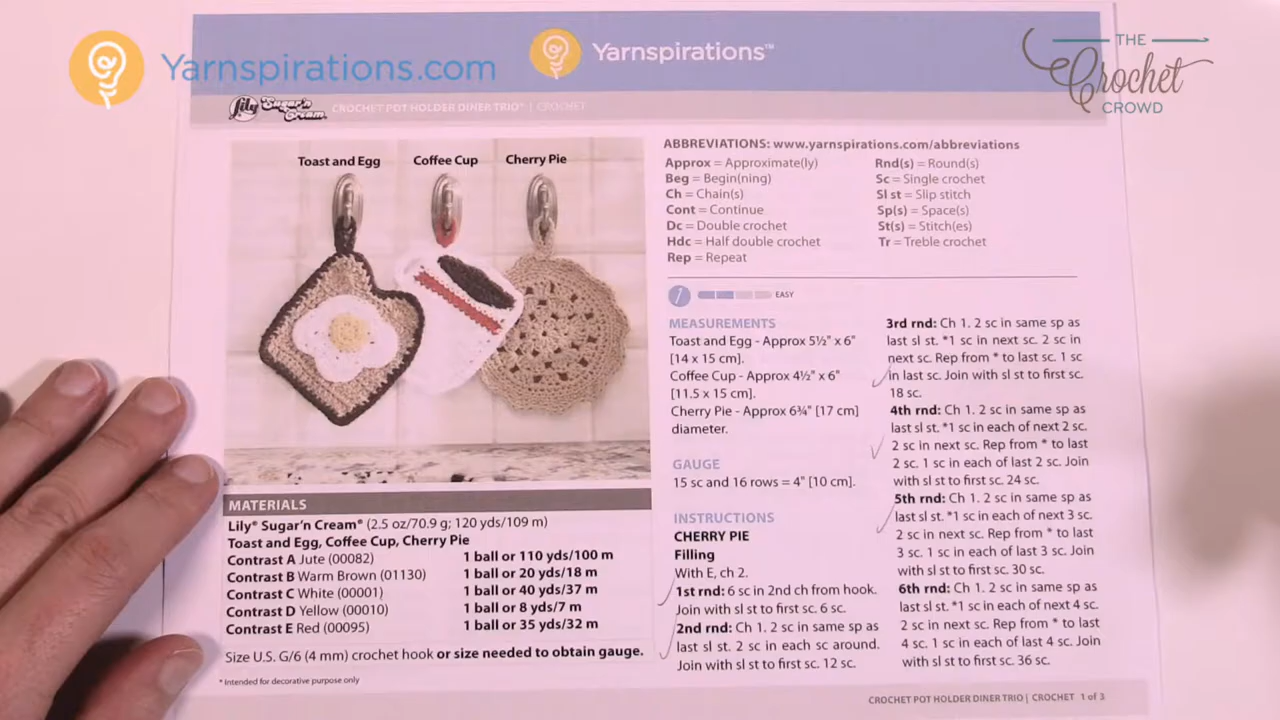 Yarnspirations.com
Yarnspirations™
THE
Crochet
CROWD
Lily Sugar'n Cream CROCHET POT HOLDER DINER TRIO* | CROCHET
Toast and Egg Coffee Cup Cherry Pie
MATERIALS
Lily® Sugar'n Cream® (2.5 oz/70.9 g; 120 yds/109 m)
Toast and Egg, Coffee Cup, Cherry Pie
Contrast A Jute (00082) 1 ball or 110 yds/100 m
Contrast B Warm Brown (01130) 1 ball or 20 yds/18 m
Contrast C White (00001) 1 ball or 40 yds/37 m
Contrast D Yellow (00010) 1 ball or 8 yds/7 m
Contrast E Red (00095) 1 ball or 35 yds/32 m
Size U.S. G/6 (4 mm) crochet hook or size needed to obtain gauge.
* Intended for decorative purpose only
ABBREVIATIONS: www.yarnspirations.com/abbreviations
Approx = Approximate(ly)
Beg = Begin(ning)
Ch = Chain(s)
Cont = Continue
Dc = Double crochet
Hdc = Half double crochet
Rep = Repeat
Rnd(s) = Round(s)
Sc = Single crochet
Sl st = Slip stitch
Sp(s) = Space(s)
St(s) = Stitch(es)
Tr = Treble crochet
EASY
MEASUREMENTS
Toast and Egg - Approx 5½" x 6"
[14 x 15 cm].
Coffee Cup - Approx 4½" x 6"
[11.5 x 15 cm].
Cherry Pie - Approx 6¾" [17 cm]
diameter.
GAUGE
15 sc and 16 rows = 4" [10 cm].
INSTRUCTIONS
CHERRY PIE
Filling
With E, ch 2.
1st rnd: 6 sc in 2nd ch from hook.
Join with sl st to first sc. 6 sc.
2nd rnd: Ch 1. 2 sc in same sp as
last sl st. 2 sc in each sc around.
Join with sl st to first sc. 12 sc.
3rd rnd: Ch 1. 2 sc in same sp as
last sl st. *1 sc in next sc. 2 sc in
next sc. Rep from * to last sc. 1 sc
in last sc. Join with sl st to first sc.
18 sc.
4th rnd: Ch 1. 2 sc in same sp as
last sl st. *1 sc in each of next 2 sc.
2 sc in next sc. Rep from * to last
2 sc. 1 sc in each of last 2 sc. Join
with sl st to first sc. 24 sc.
5th rnd: Ch 1. 2 sc in same sp as
last sl st. *1 sc in each of next 3 sc.
2 sc in next sc. Rep from * to last
3 sc. 1 sc in each of last 3 sc. Join
with sl st to first sc. 30 sc.
6th rnd: Ch 1. 2 sc in same sp as
last sl st. *1 sc in each of next 4 sc.
2 sc in next sc. Rep from * to last
4 sc. 1 sc in each of last 4 sc. Join
with sl st to first sc. 36 sc.
CROCHET POT HOLDER DINER TRIO | CROCHET 1 of 3